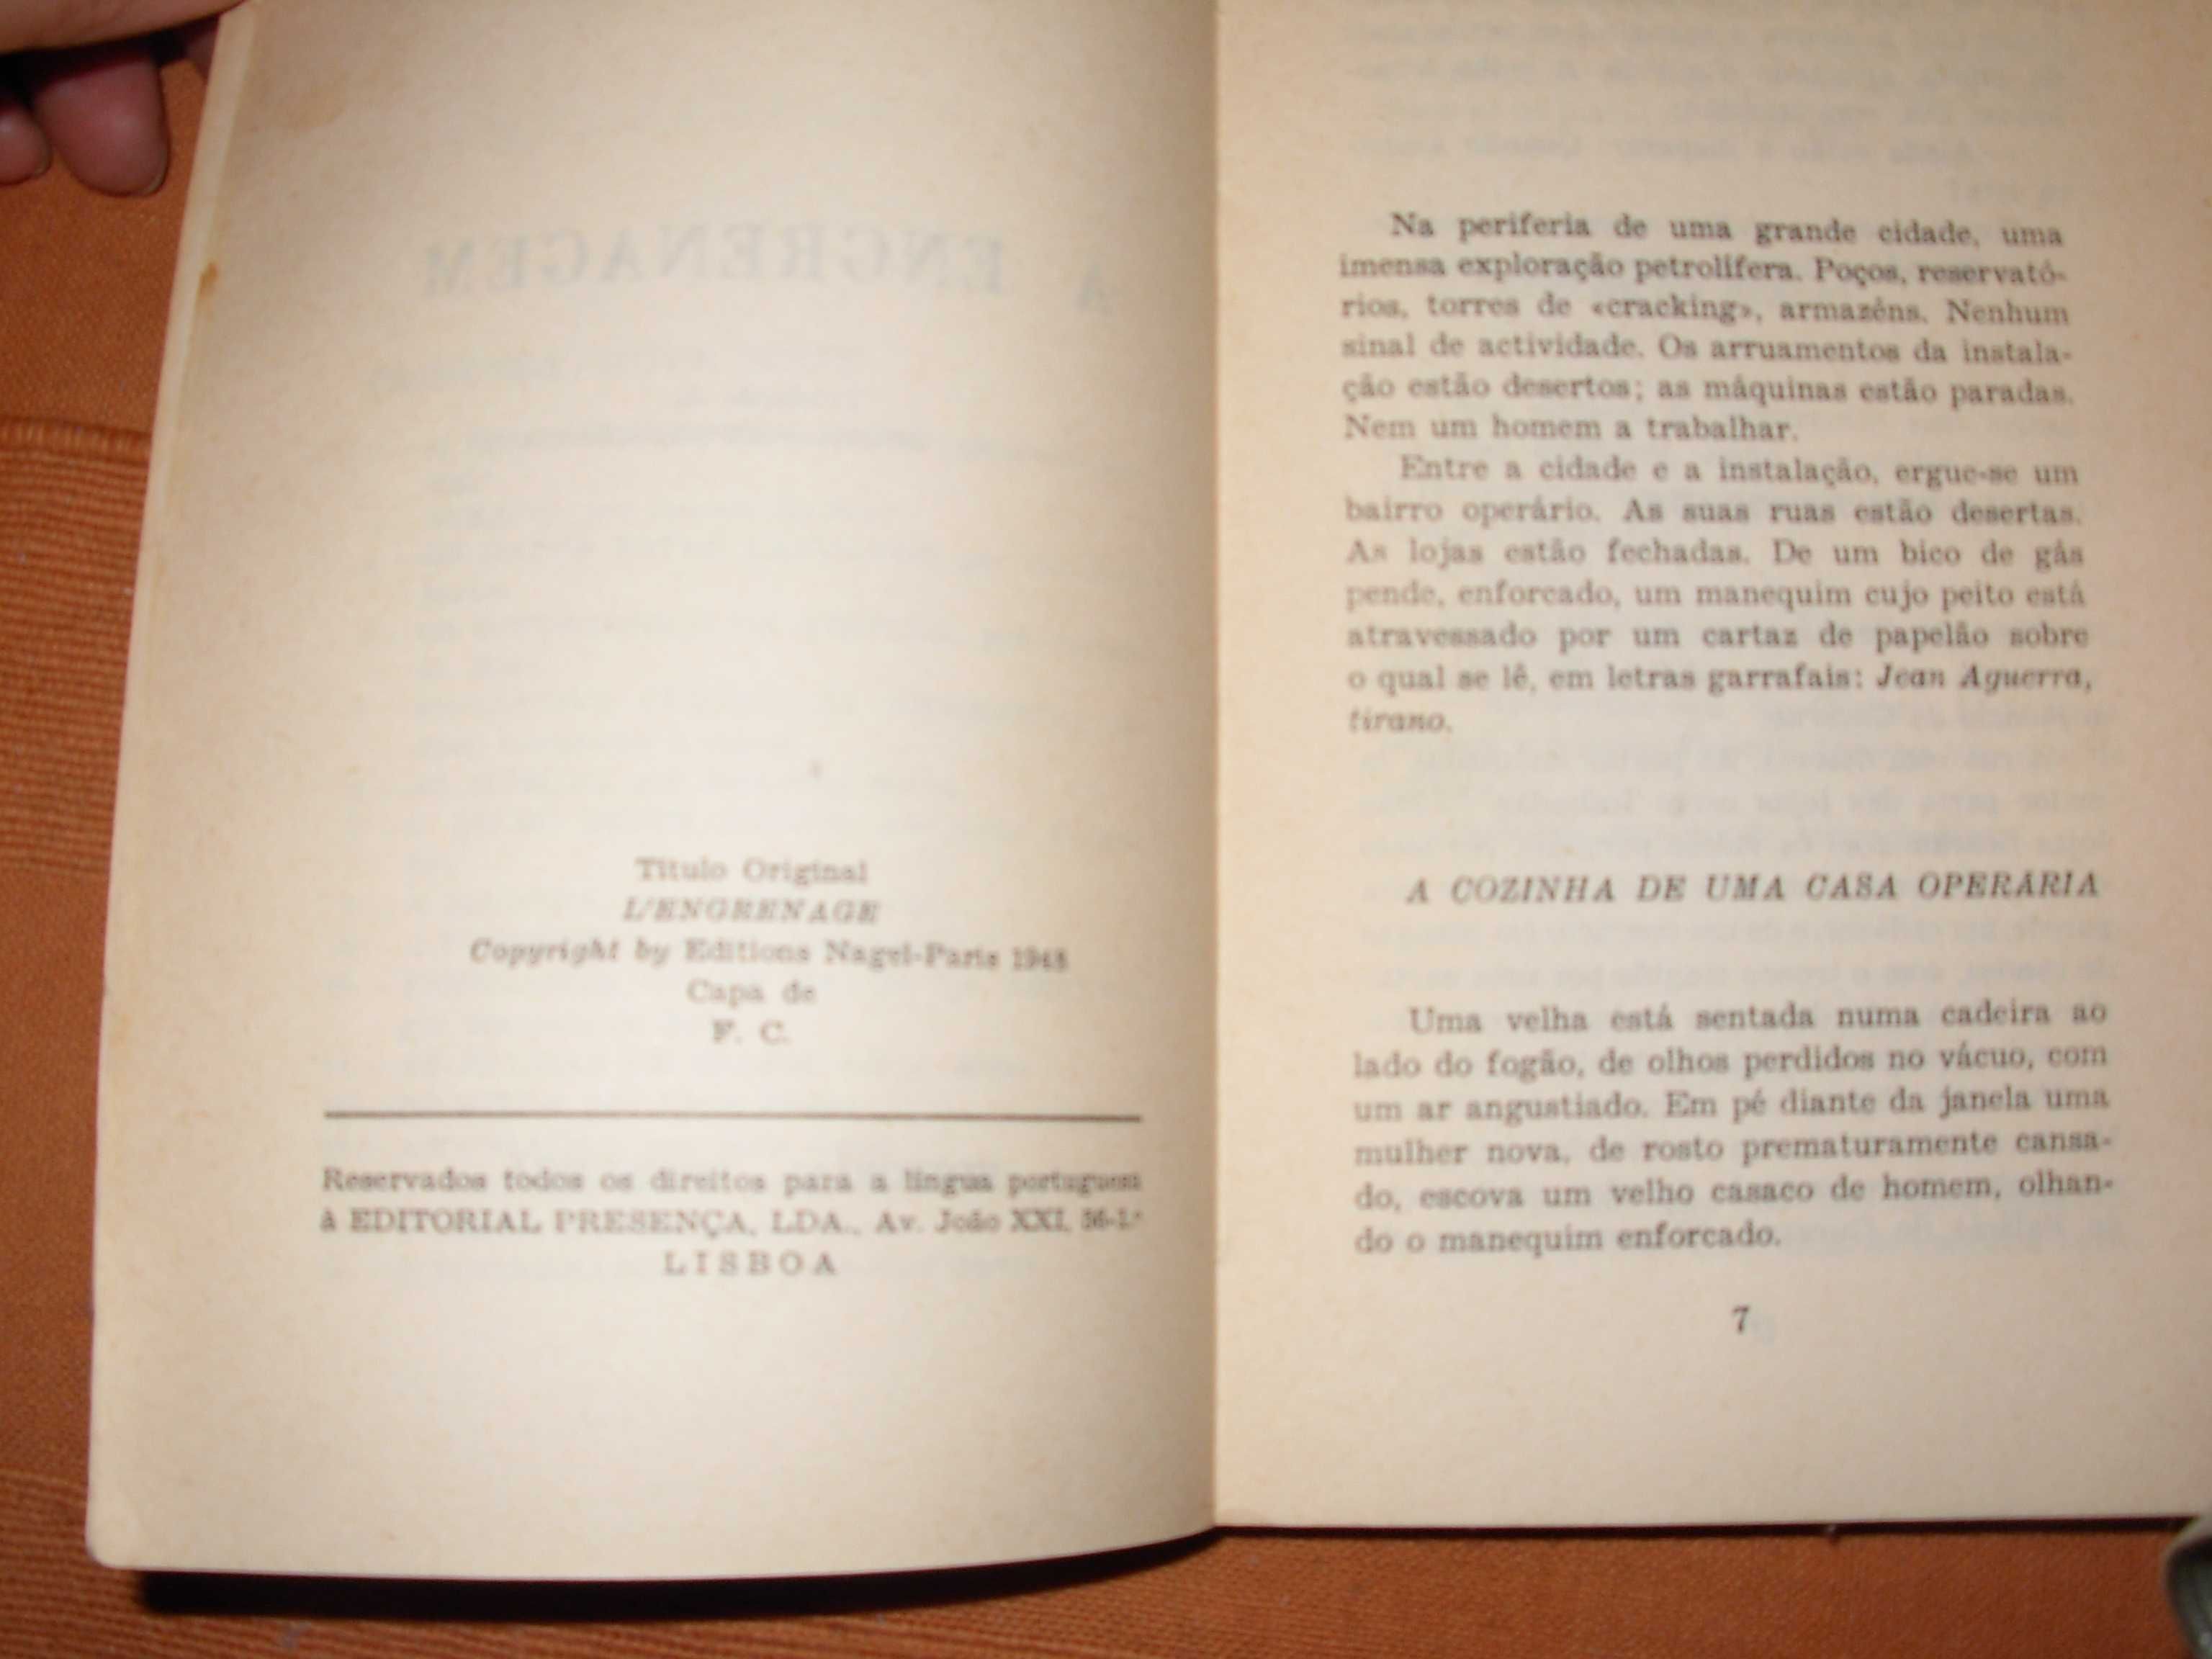 Título Original
L'ENGRENAGE
Copyright by Editions Nagel-Paris 1948
Capa de
F. C.
Reservados todos os direitos para a língua portuguesa
à EDITORIAL PRESENÇA, LDA., Av. João XXI, 56-1.º
LISBOA
Na periferia de uma grande cidade, uma
imensa exploração petrolífera. Poços, reservató-
rios, torres de «cracking», armazéns. Nenhum
sinal de actividade. Os arruamentos da instala-
ção estão desertos; as máquinas estão paradas.
Nem um homem a trabalhar.
Entre a cidade e a instalação, ergue-se um
bairro operário. As suas ruas estão desertas.
As lojas estão fechadas. De um bico de gás
pende, enforcado, um manequim cujo peito está
atravessado por um cartaz de papelão sobre
o qual se lê, em letras garrafais: Jean Aguerra,
tirano.
A COZINHA DE UMA CASA OPERÁRIA
Uma velha está sentada numa cadeira ao
lado do fogão, de olhos perdidos no vácuo, com
um ar angustiado. Em pé diante da janela uma
mulher nova, de rosto prematuramente cansa-
do, escova um velho casaco de homem, olhan-
do o manequim enforcado.
7